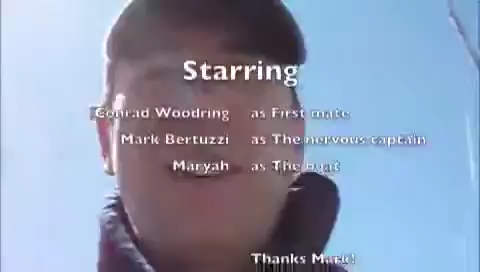 Starring
Conrad Woodring as First mate
Mark Bertuzzi as The nervous captain
Maryah as The boat
Thanks Mark!